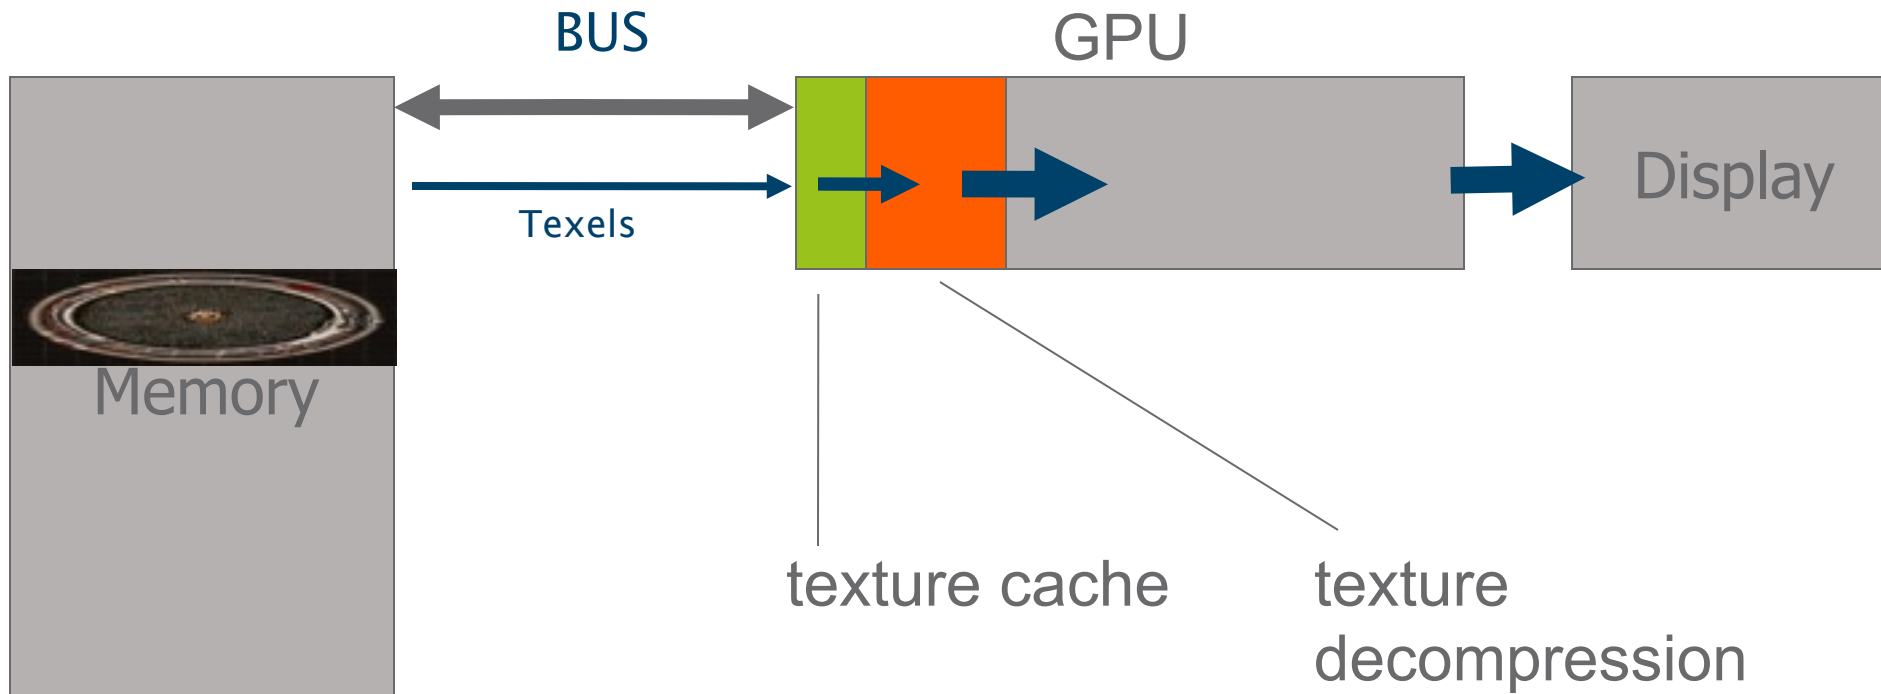 BUS
GPU
Display
Texels
Memory
texture cache
texture
decompression